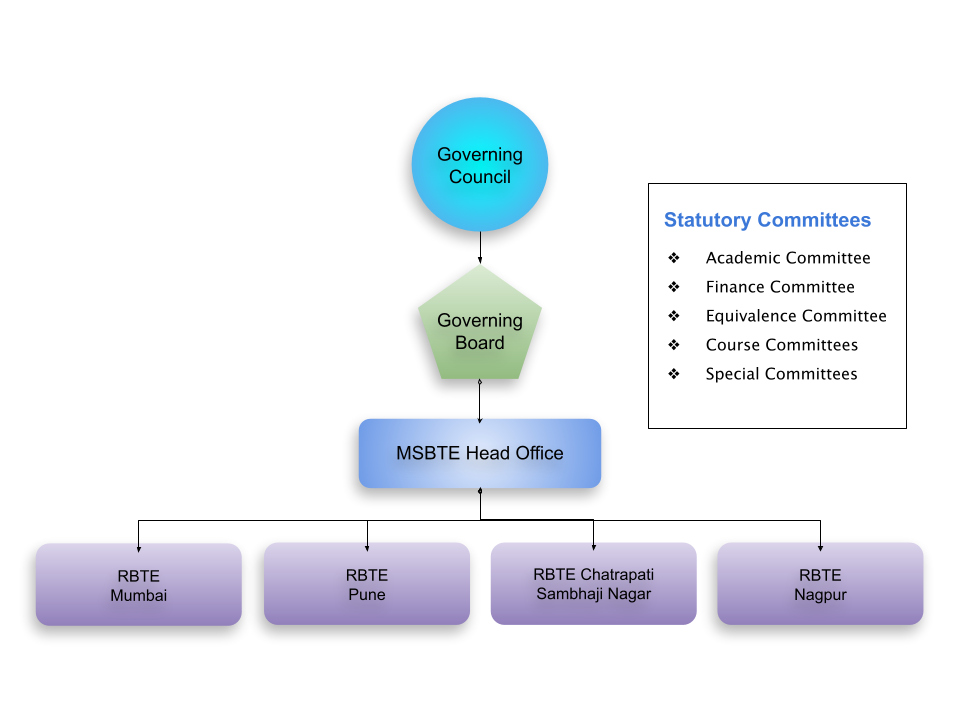 Governing
Council
Statutory Committees
❖ Academic Committee
❖ Finance Committee
❖ Equivalence Committee
❖ Course Committees
❖ Special Committees
Governing
Board
MSBTE Head Office
RBTE
Mumbai
RBTE
Pune
RBTE Chatrapati
Sambhaji Nagar
RBTE
Nagpur